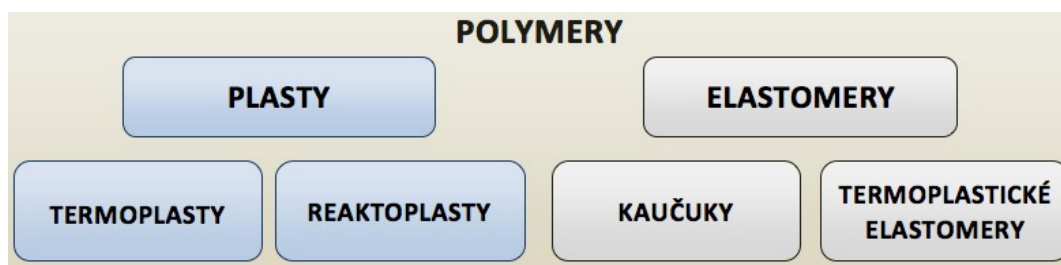 POLYMERY
PLASTY
ELASTOMERY
TERMOPLASTY
REAKTOPLASTY
KAUČUKY
TERMOPLASTICKÉ
ELASTOMERY